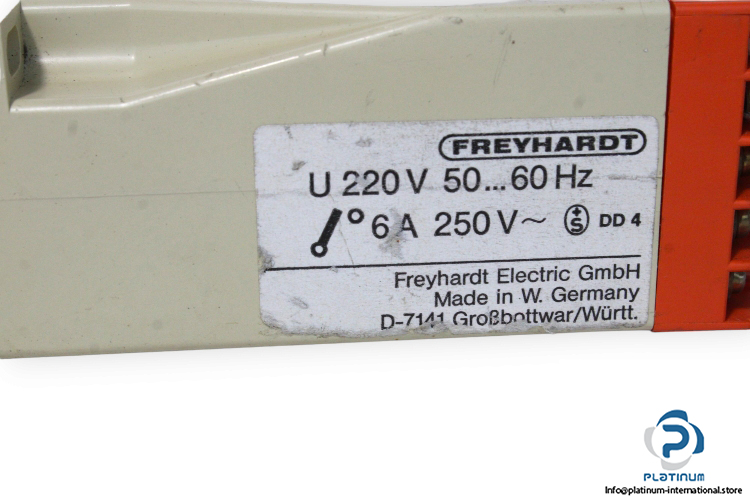 FREYHARDT
U 220 V 50...60 Hz
6 A 250 V ~ S DD 4
Freyhardt Electric GmbH
Made in W. Germany
D-7141 Großbottwar/Württ.
PLATINUM
Info@platinum-international.store